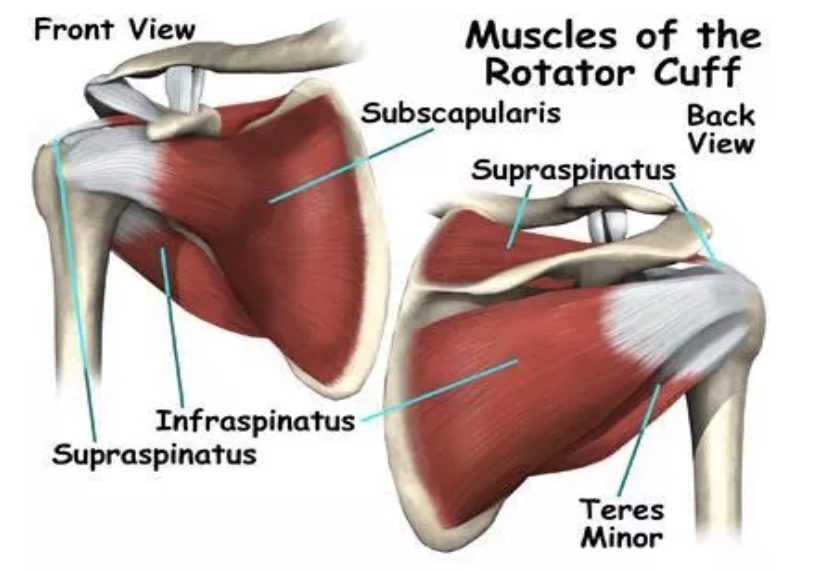 Front View
Muscles of the
Rotator Cuff
Subscapularis
Back
View
Supraspinatus
Infraspinatus
Supraspinatus
Teres
Minor